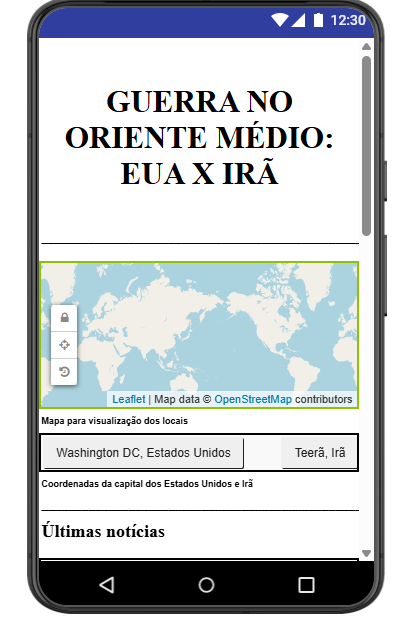 12:30
GUERRA NO
ORIENTE MÉDIO:
EUA X IRÃ
Leaflet | Map data © OpenStreetMap contributors
Mapa para visualização dos locais
Washington DC, Estados Unidos
Teerã, Irã
Coordenadas da capital dos Estados Unidos e Irã
Últimas notícias